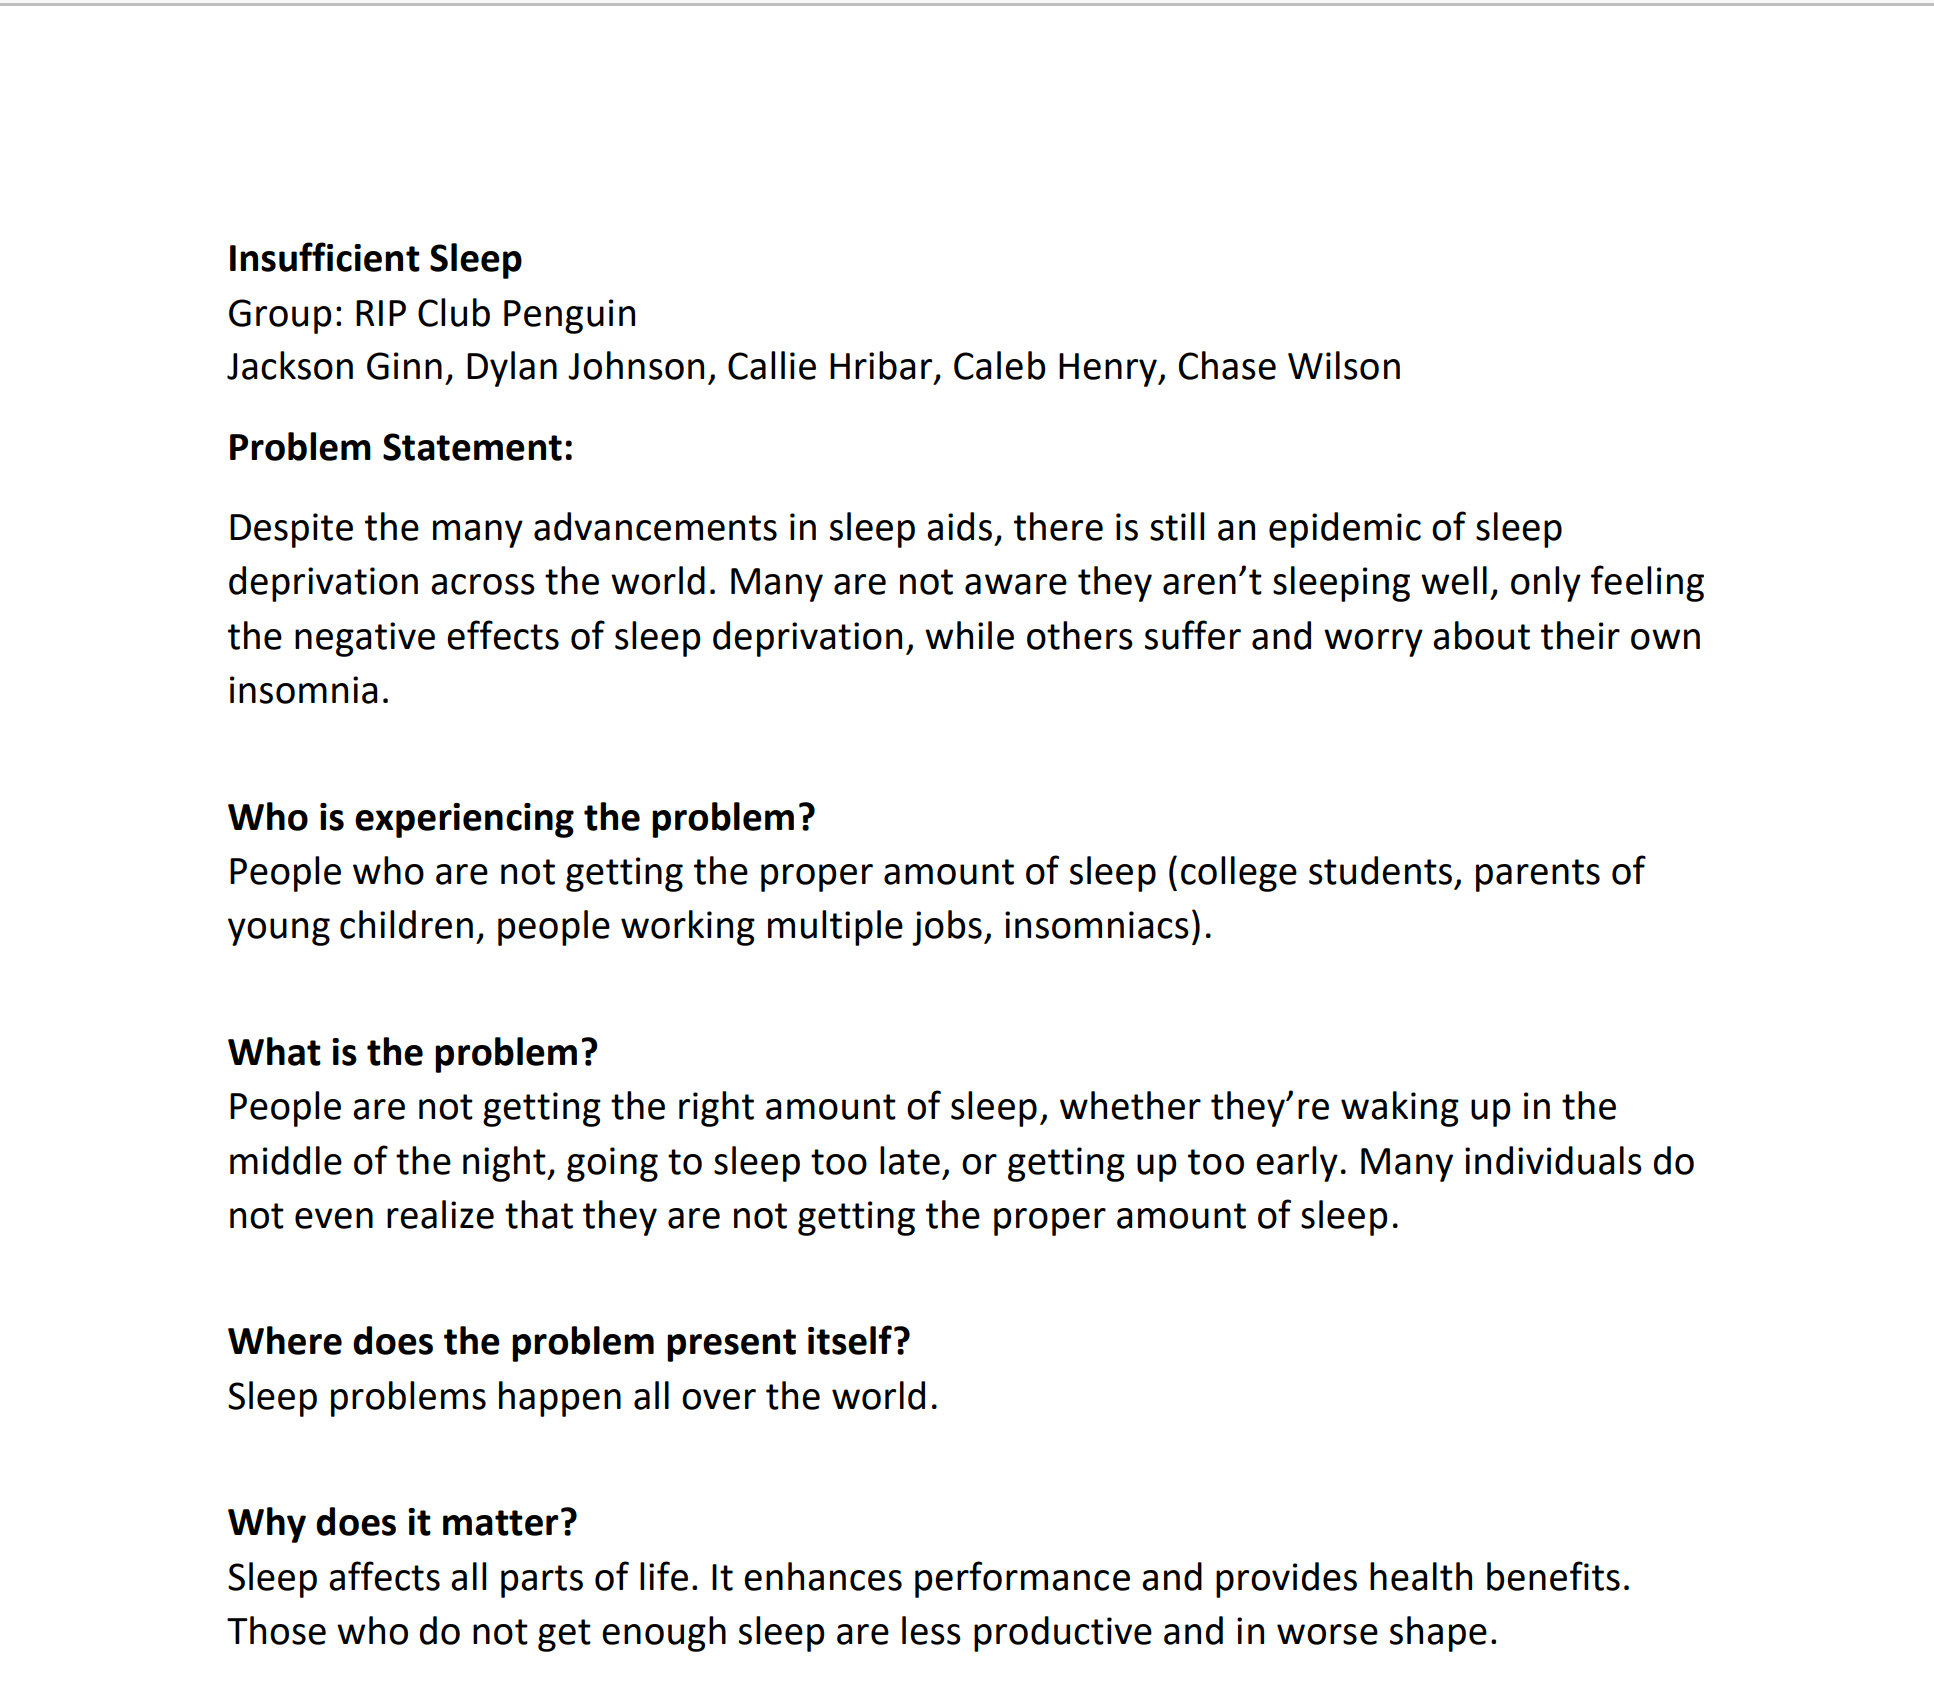 Insufficient Sleep
Group: RIP Club Penguin
Jackson Ginn, Dylan Johnson, Callie Hribar, Caleb Henry, Chase Wilson
Problem Statement:
Despite the many advancements in sleep aids, there is still an epidemic of sleep
deprivation across the world. Many are not aware they aren’t sleeping well, only feeling
the negative effects of sleep deprivation, while others suffer and worry about their own
insomnia.
Who is experiencing the problem?
People who are not getting the proper amount of sleep (college students, parents of
young children, people working multiple jobs, insomniacs).
What is the problem?
People are not getting the right amount of sleep, whether they’re waking up in the
middle of the night, going to sleep too late, or getting up too early. Many individuals do
not even realize that they are not getting the proper amount of sleep.
Where does the problem present itself?
Sleep problems happen all over the world.
Why does it matter?
Sleep affects all parts of life. It enhances performance and provides health benefits.
Those who do not get enough sleep are less productive and in worse shape.